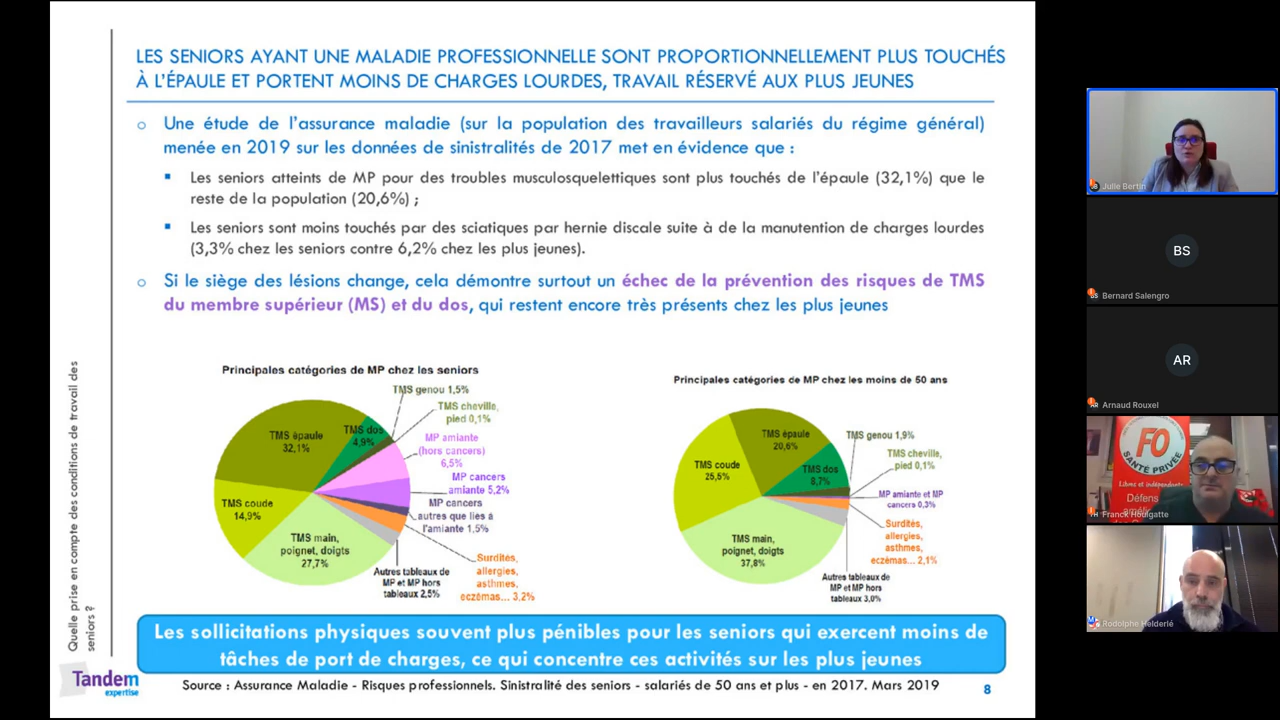 LES SENIORS AYANT UNE MALADIE PROFESSIONNELLE SONT PROPORTIONNELLEMENT PLUS TOUCHÉS
À L'ÉPAULE ET PORTENT MOINS DE CHARGES LOURDES, TRAVAIL RÉSERVÉ AUX PLUS JEUNES
Une étude de l'assurance maladie (sur la population des travailleurs salariés du régime général)
menée en 2019 sur les données de sinistralités de 2017 met en évidence que :
Les seniors atteints de MP pour des troubles musculosquelettiques sont plus touchés de l'épaule (32,1%) que le
reste de la population (20,6%) ;
Les seniors sont moins touchés par des sciatiques par hernie discale suite à de la manutention de charges lourdes
(3,3% chez les seniors contre 6,2% chez les plus jeunes).
Si le siège des lésions change, cela démontre surtout un échec de la prévention des risques de TMS
du membre supérieur (MS) et du dos, qui restent encore très présents chez les plus jeunes
Principales catégories de MP chez les seniors
TMS genou 1,5%
TMS cheville,
pied 0,1%
TMS épaule
32,1%
TMS dos
4,9%
MP amiante
(hors cancers)
6,5%
MP cancers
amiante 5,2%
MP cancers
autres que liés à
l'amiante 1,5%
TMS coude
14,9%
TMS main,
poignet, doigts
27,7%
Surdités,
allergies,
asthmes,
eczémas... 3,2%
Autres tableaux de
MP et MP hors
tableaux 2,5%
Principales catégories de MP chez les moins de 50 ans
TMS épaule
20,6%
TMS genou 1,9%
TMS cheville,
pied 0,1%
TMS coude
25,5%
TMS dos
8,7%
MP amiante et MP
cancers 0,3%
Surdités,
allergies,
asthmes,
eczémas... 2,1%
TMS main,
poignet, doigts
37,8%
Autres tableaux de
MP et MP hors
tableaux 3,0%
Les sollicitations physiques souvent plus pénibles pour les seniors qui exercent moins de
tâches de port de charges, ce qui concentre ces activités sur les plus jeunes
Source : Assurance Maladie - Risques professionnels. Sinistralité des seniors - salariés de 50 ans et plus - en 2017. Mars 2019
8
Quelle prise en compte des conditions de travail des
seniors ?
Tandem
expertise
Julie Bertin
BS
Bernard Salengro
AR
Arnaud Rouxel
FO
SANTÉ PRIVÉE
Libres et indépendants
Défens
Franck Houlgatte
Rodolphe Helderlé